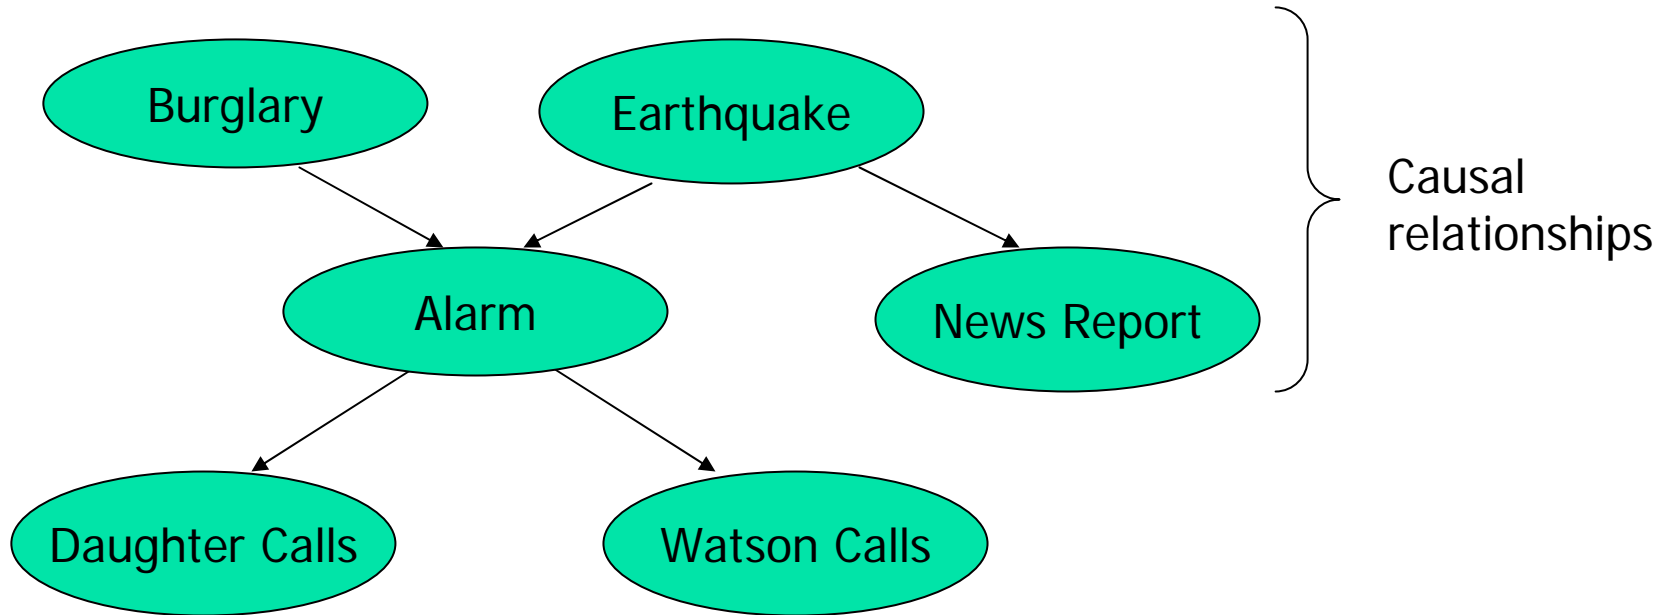 Burglary
Earthquake
Causal
relationships
Alarm
News Report
Daughter Calls
Watson Calls